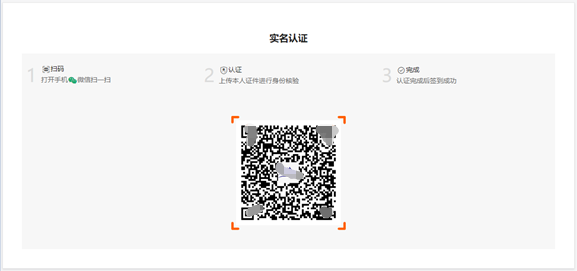 实名认证
1 扫码
打开手机微信扫一扫
2 认证
上传本人证件进行身份核验
3 完成
认证完成后签到成功